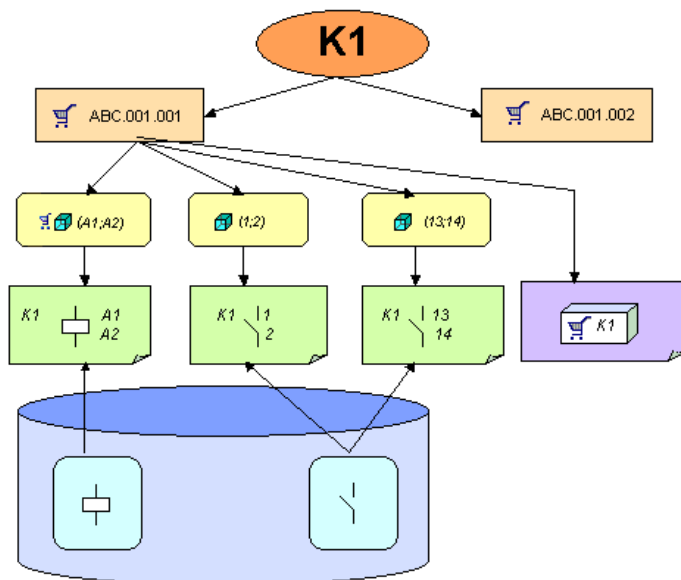 K1
ABC.001.001
ABC.001.002
(A1;A2)
(1;2)
(13;14)
K1 A1
A2
K1 1
2
K1 13
14
K1